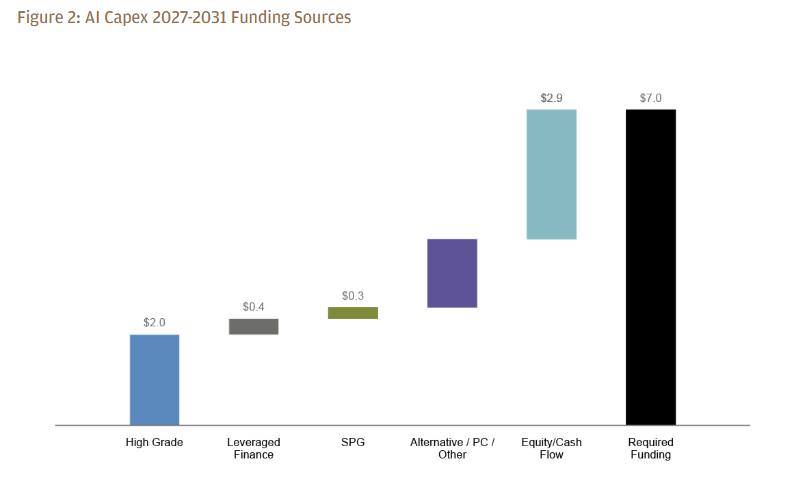 Figure 2: AI Capex 2027-2031 Funding Sources
$2.9
$7.0
$0.3
$0.4
$2.0
High Grade
Leveraged
Finance
SPG
Alternative / PC /
Other
Equity/Cash
Flow
Required
Funding